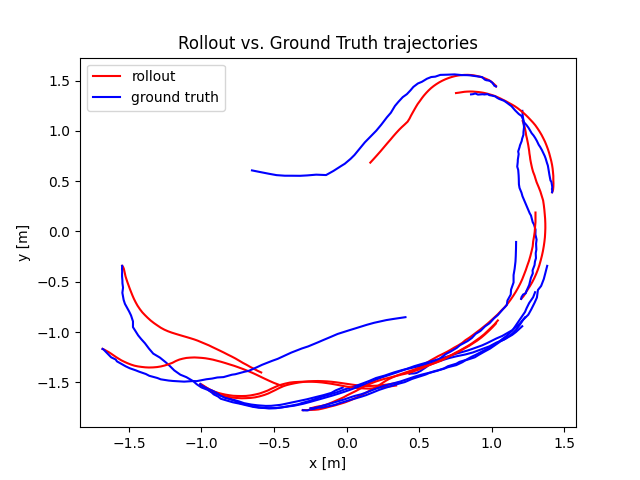 Rollout vs. Ground Truth trajectories
rollout
ground truth
1.5
1.0
0.5
0.0
−0.5
−1.0
−1.5
y [m]
−1.5 −1.0 −0.5 0.0 0.5 1.0 1.5
x [m]